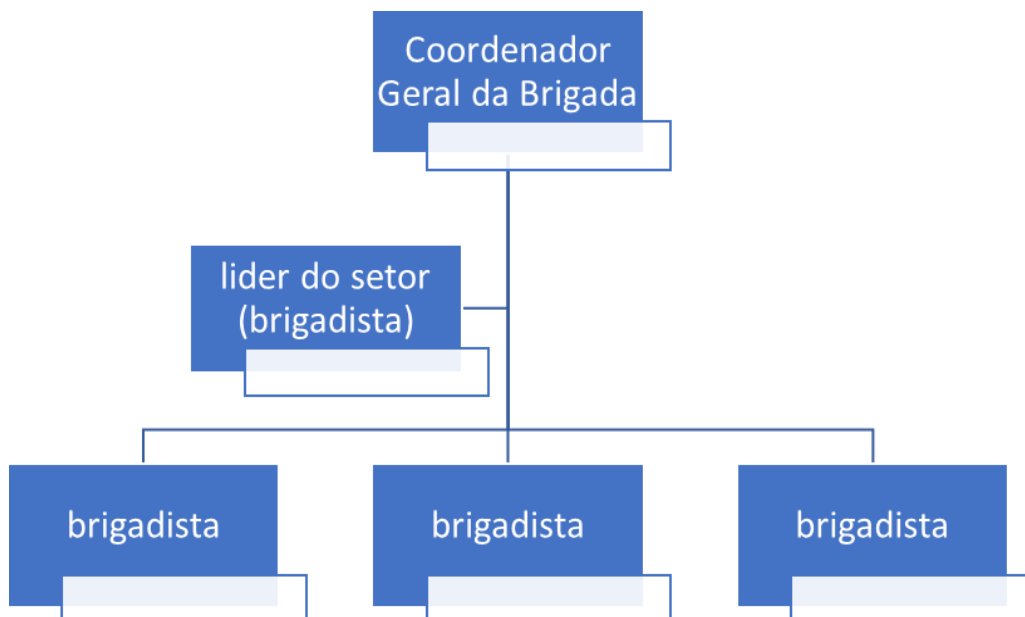 Coordenador
Geral da Brigada
lider do setor
(brigadista)
brigadista
brigadista
brigadista